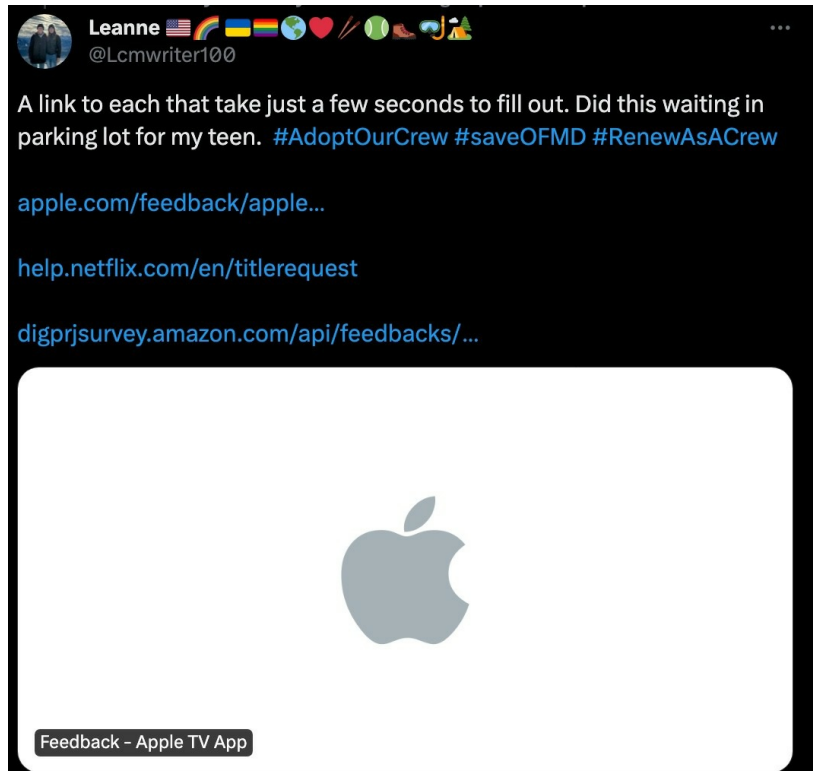 Leanne 🇺🇸🌈🇺🇦🏳️‍🌈🌎❤️🥢🎾🥾🤿🏕️
@Lcmwriter100
A link to each that take just a few seconds to fill out. Did this waiting in
parking lot for my teen. #AdoptOurCrew #saveOFMD #RenewAsACrew
apple.com/feedback/apple...
help.netflix.com/en/titlerequest
digprjsurvey.amazon.com/api/feedbacks/...
Feedback - Apple TV App